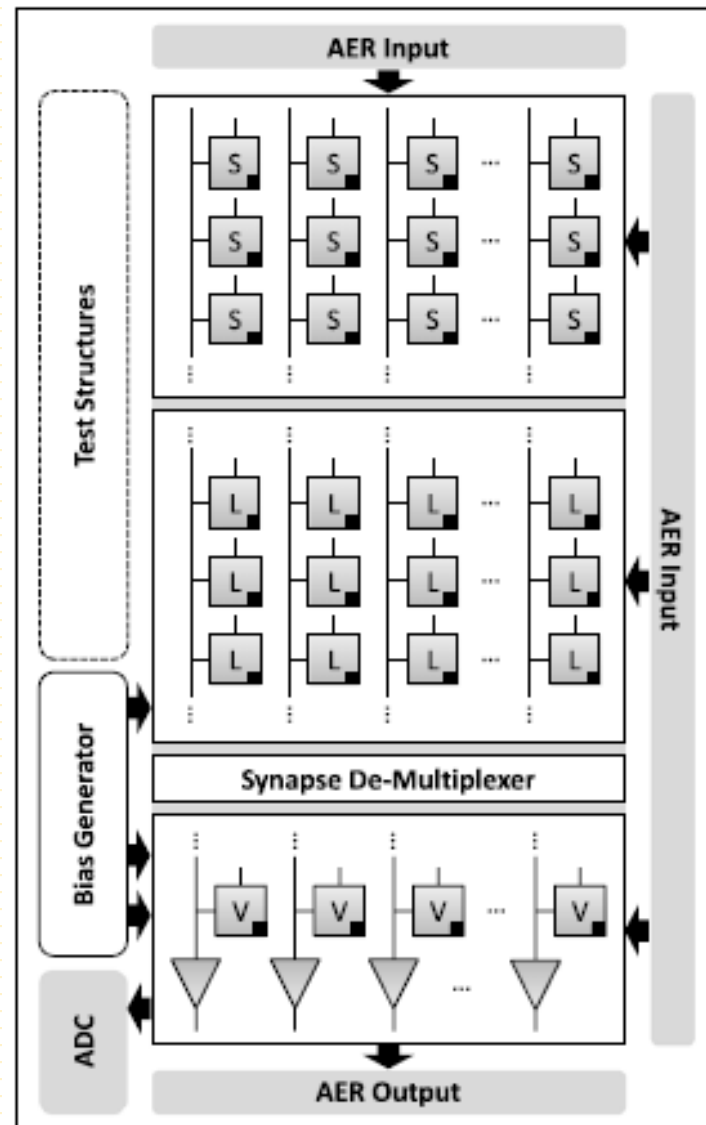 AER Input
S S S ... S
S S S ... S
S S S ... S
L L L ... L
L L L ... L
L L L ... L
Synapse De-Multiplexer
V V V ... V
...
AER Output
Test Structures
Bias Generator
ADC
AER Input